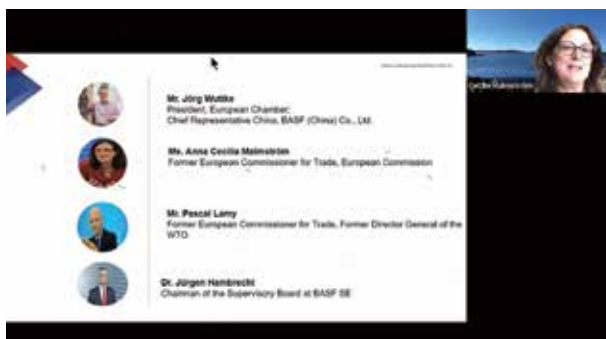 Mr. Jörg Wuttke
President, European Chamber;
Chief Representative China, BASF (China) Co., Ltd.
Ms. Anna Cecilia Malmström
Former European Commissioner for Trade, European Commission
Mr. Pascal Lamy
Former European Commissioner for Trade, Former Director General of the
WTO
Dr. Jürgen Hambrecht
Chairman of the Supervisory Board at BASF SE